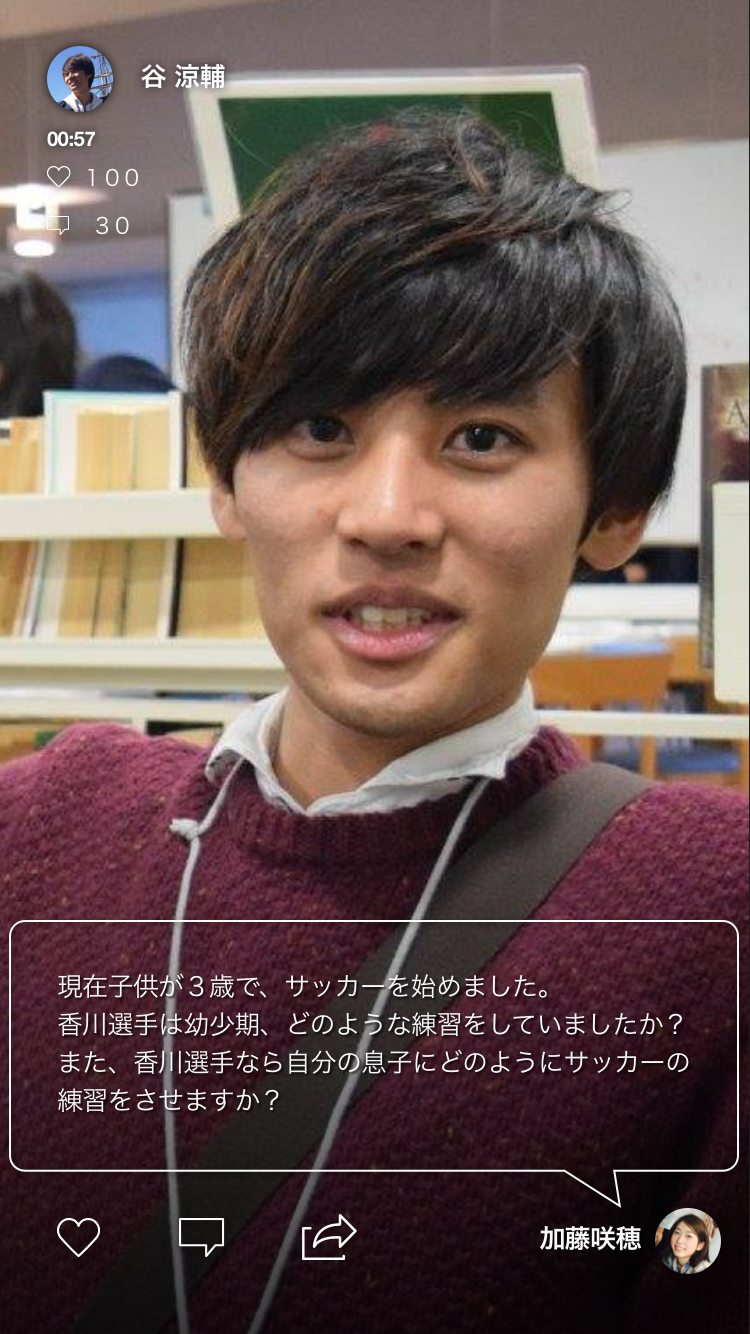 谷 涼輔
00:57
100
30
現在子供が３歳で、サッカーを始めました。
香川選手は幼少期、どのような練習をしていましたか？
また、香川選手なら自分の息子にどのようにサッカーの
練習をさせますか？
加藤咲穂